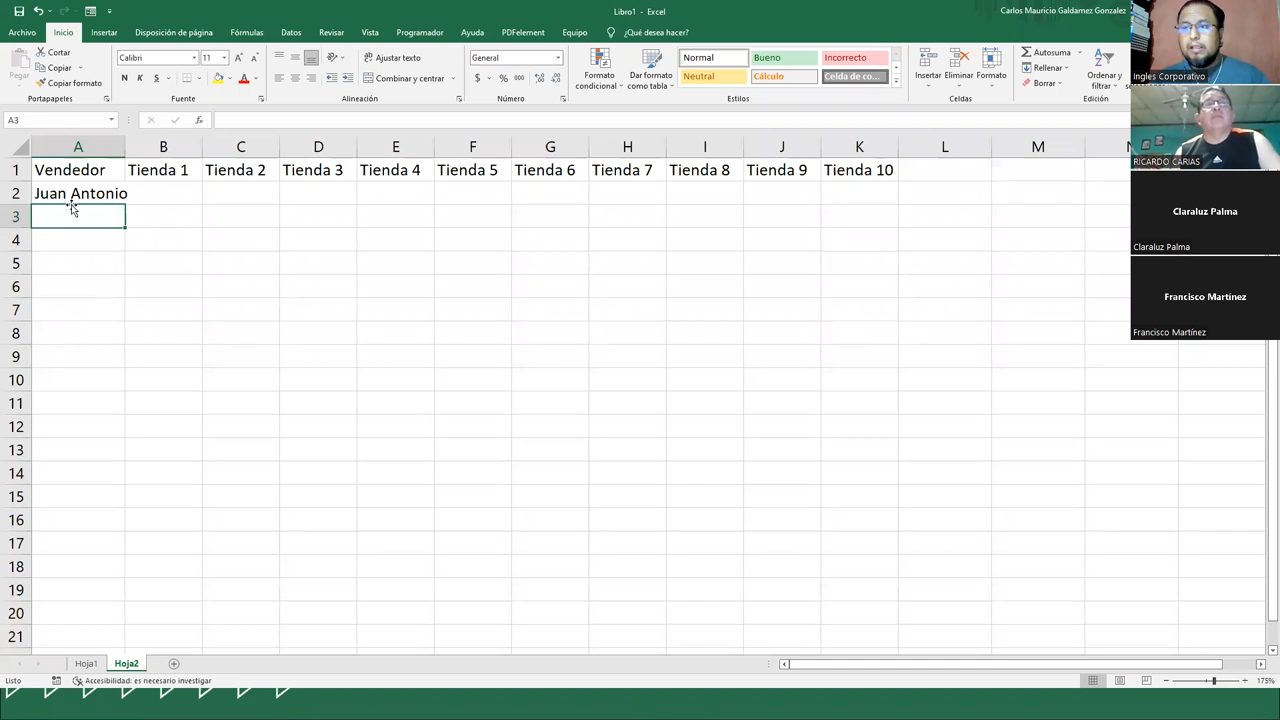 Libro1 - Excel
Carlos Mauricio Galdamez Gonzalez
Archivo Inicio Insertar Disposición de página Fórmulas Datos Revisar Vista Programador Ayuda PDFelement Equipo ¿Qué desea hacer?
Pegar
Cortar
Copiar
Copiar formato
Portapapeles
Calibri 11
N K S
Fuente
Ajustar texto
Combinar y centrar
Alineación
General
$ % 000
Número
Formato condicional
Dar formato como tabla
Normal Bueno Incorrecto
Neutral Cálculo Celda de co...
Estilos
Insertar Eliminar Formato
Celdas
Autosuma
Rellenar
Borrar
Ordenar y filtrar
Edición
A3
fx
A B C D E F G H I J K L M N
1 Vendedor Tienda 1 Tienda 2 Tienda 3 Tienda 4 Tienda 5 Tienda 6 Tienda 7 Tienda 8 Tienda 9 Tienda 10
2 Juan Antonio
3
4
5
6
7
8
9
10
11
12
13
14
15
16
17
18
19
20
21
Hoja1 Hoja2
Listo
Accesibilidad: es necesario investigar
175%
Ingles Corporativo
RICARDO CARIAS
Claraluz Palma
Claraluz Palma
Francisco Martínez
Francisco Martínez